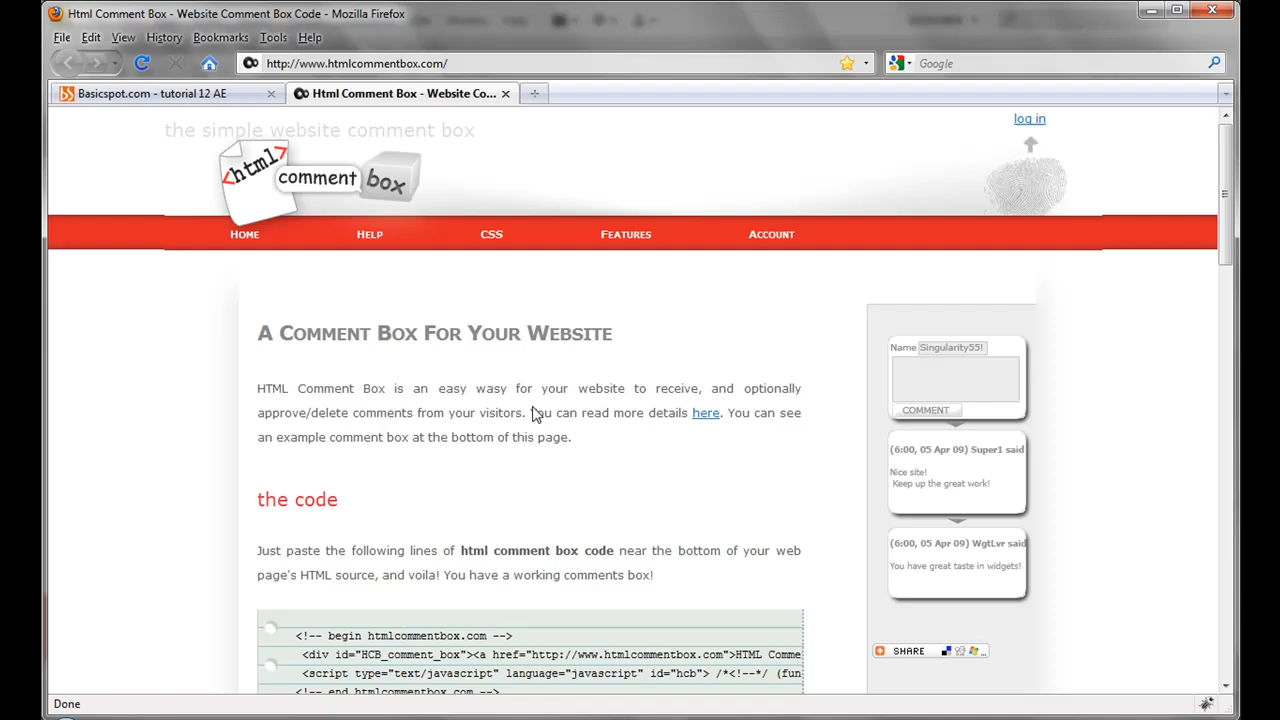 Html Comment Box - Website Comment Box Code - Mozilla Firefox
File Edit View History Bookmarks Tools Help
http://www.htmlcommentbox.com/
Google
Basicspot.com - tutorial 12 AE
Html Comment Box - Website Co...
the simple website comment box
log in
<html>
comment
box
HOME HELP CSS FEATURES ACCOUNT
A COMMENT BOX FOR YOUR WEBSITE
HTML Comment Box is an easy wasy for your website to receive, and optionally
approve/delete comments from your visitors. You can read more details here. You can see
an example comment box at the bottom of this page.
the code
Just paste the following lines of html comment box code near the bottom of your web
page's HTML source, and voila! You have a working comments box!
<!-- begin htmlcommentbox.com -->
<div id="HCB_comment_box"><a href="http://www.htmlcommentbox.com">HTML Comme
<script type="text/javascript" language="javascript" id="hcb"> /*<!--*/ (fun
<!-- end htmlcommentbox.com -->
Name Singularity55!
COMMENT
(6:00, 05 Apr 09) Super1 said
Nice site!
Keep up the great work!
(6:00, 05 Apr 09) WgtLvr said
You have great taste in widgets!
SHARE
Done